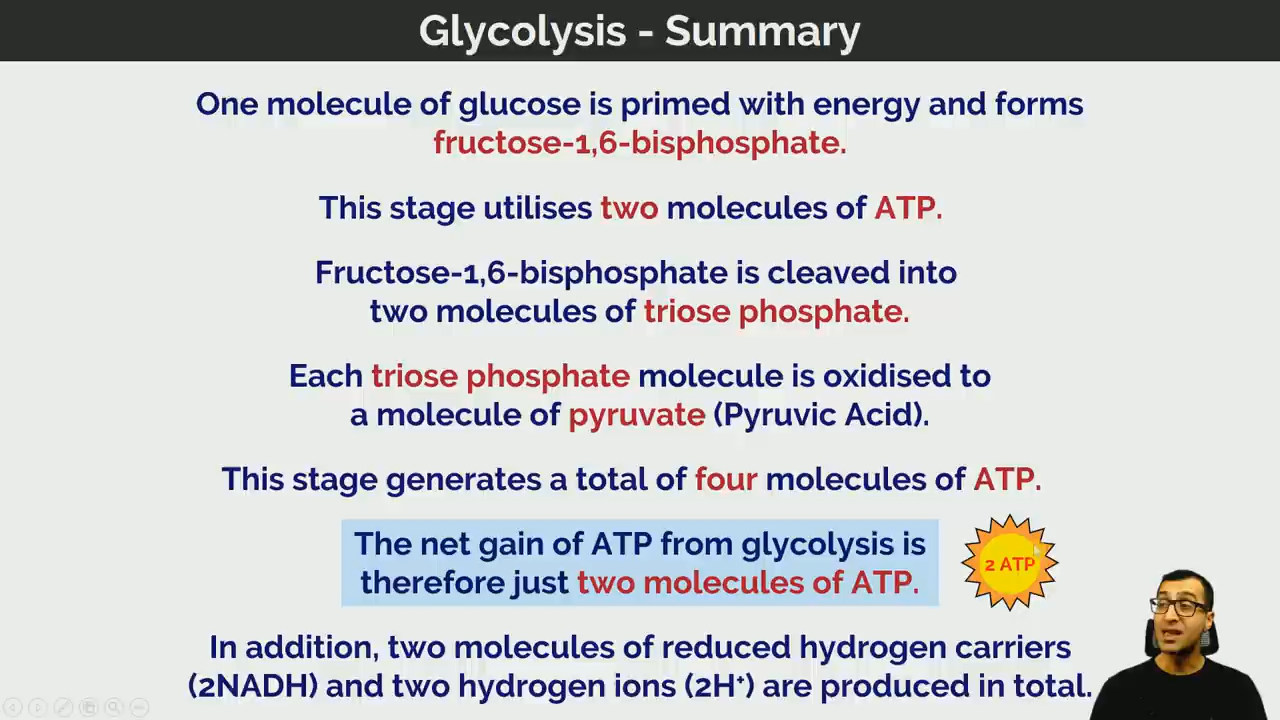 Glycolysis - Summary
One molecule of glucose is primed with energy and forms
fructose-1,6-bisphosphate.
This stage utilises two molecules of ATP.
Fructose-1,6-bisphosphate is cleaved into
two molecules of triose phosphate.
Each triose phosphate molecule is oxidised to
a molecule of pyruvate (Pyruvic Acid).
This stage generates a total of four molecules of ATP.
The net gain of ATP from glycolysis is
therefore just two molecules of ATP.
2 ATP
In addition, two molecules of reduced hydrogen carriers
(2NADH) and two hydrogen ions (2H⁺) are produced in total.